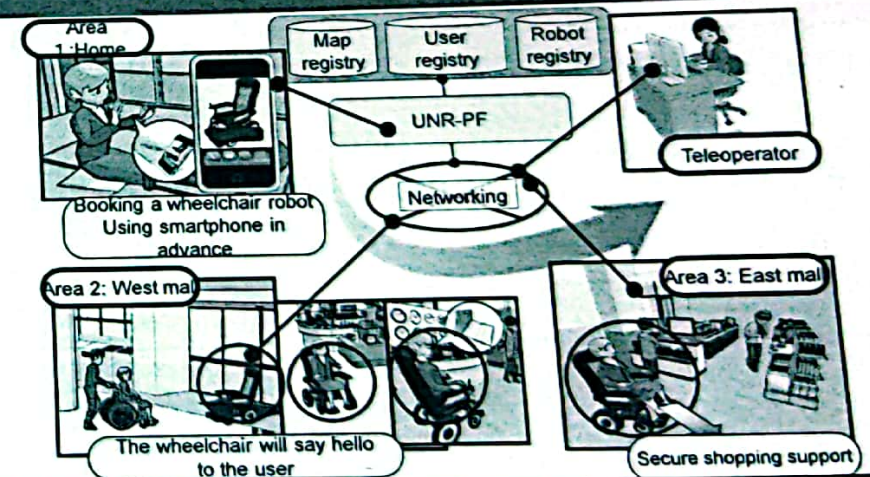 Area
1 :Home
Map
registry
User
registry
Robot
registry
UNR-PF
Teleoperator
Networking
Booking a wheelchair robot
Using smartphone in
advance
Area 2: West mal
Area 3: East mal
The wheelchair will say hello
to the user
Secure shopping support